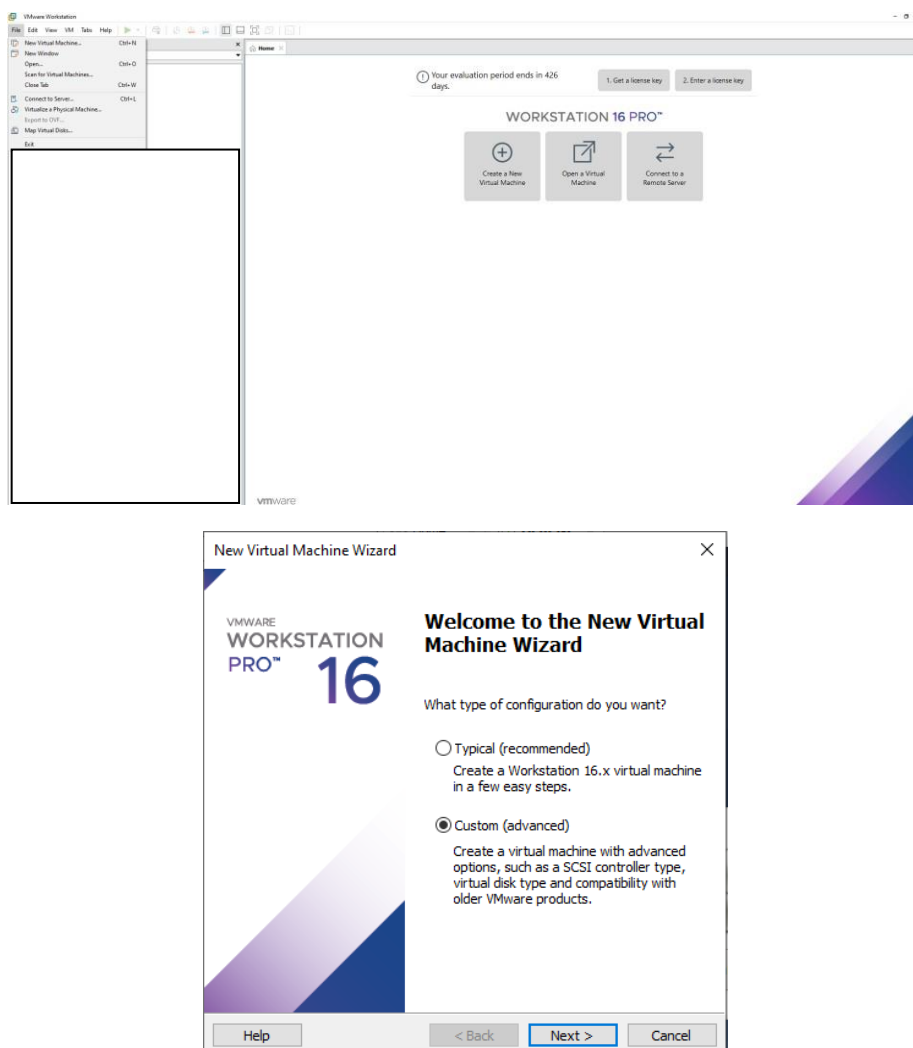 VMware Workstation
File Edit View VM Tabs Help
New Virtual Machine... Ctrl+N
New Window
Open... Ctrl+O
Scan for Virtual Machines...
Close Tab Ctrl+W
Connect to Server... Ctrl+L
Virtualize a Physical Machine...
Export to OVF...
Map Virtual Disks...
Exit
Home
Your evaluation period ends in 426
days.
1. Get a license key
2. Enter a license key
WORKSTATION 16 PRO™
Create a New
Virtual Machine
Open a Virtual
Machine
Connect to a
Remote Server
vmware
New Virtual Machine Wizard
VMWARE
WORKSTATION
PRO™ 16
Welcome to the New Virtual
Machine Wizard
What type of configuration do you want?
Typical (recommended)
Create a Workstation 16.x virtual machine
in a few easy steps.
Custom (advanced)
Create a virtual machine with advanced
options, such as a SCSI controller type,
virtual disk type and compatibility with
older VMware products.
Help < Back Next > Cancel